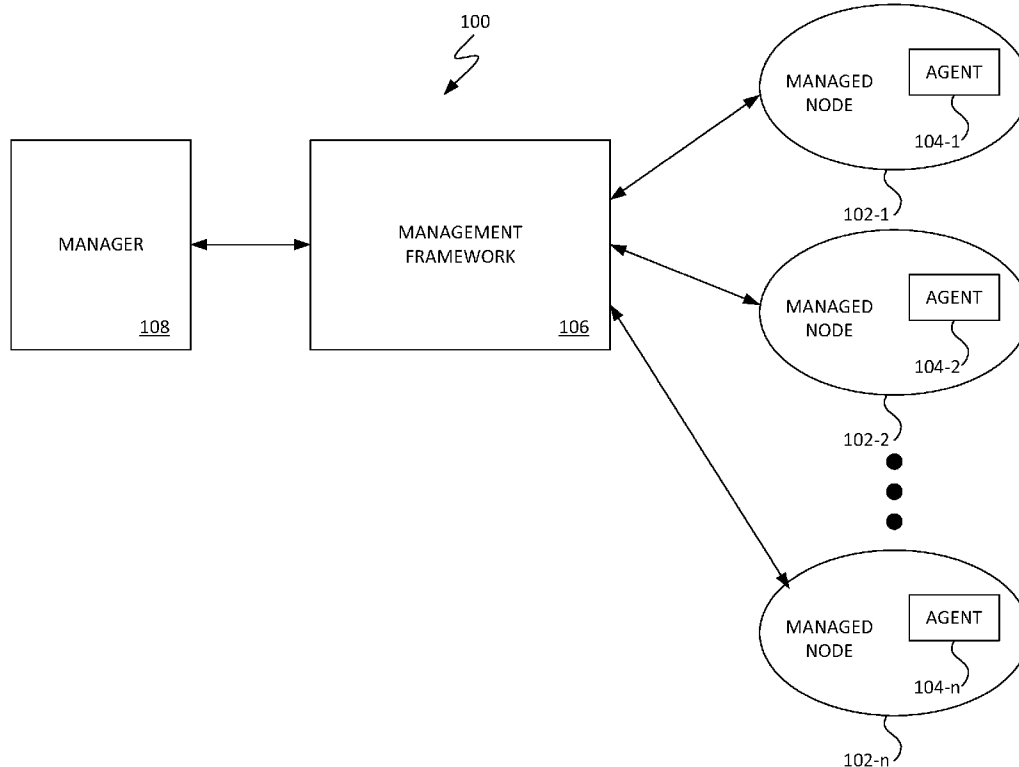 100
MANAGER
108
MANAGEMENT
FRAMEWORK
106
MANAGED
NODE
AGENT
104-1
102-1
MANAGED
NODE
AGENT
104-2
102-2
MANAGED
NODE
AGENT
104-n
102-n